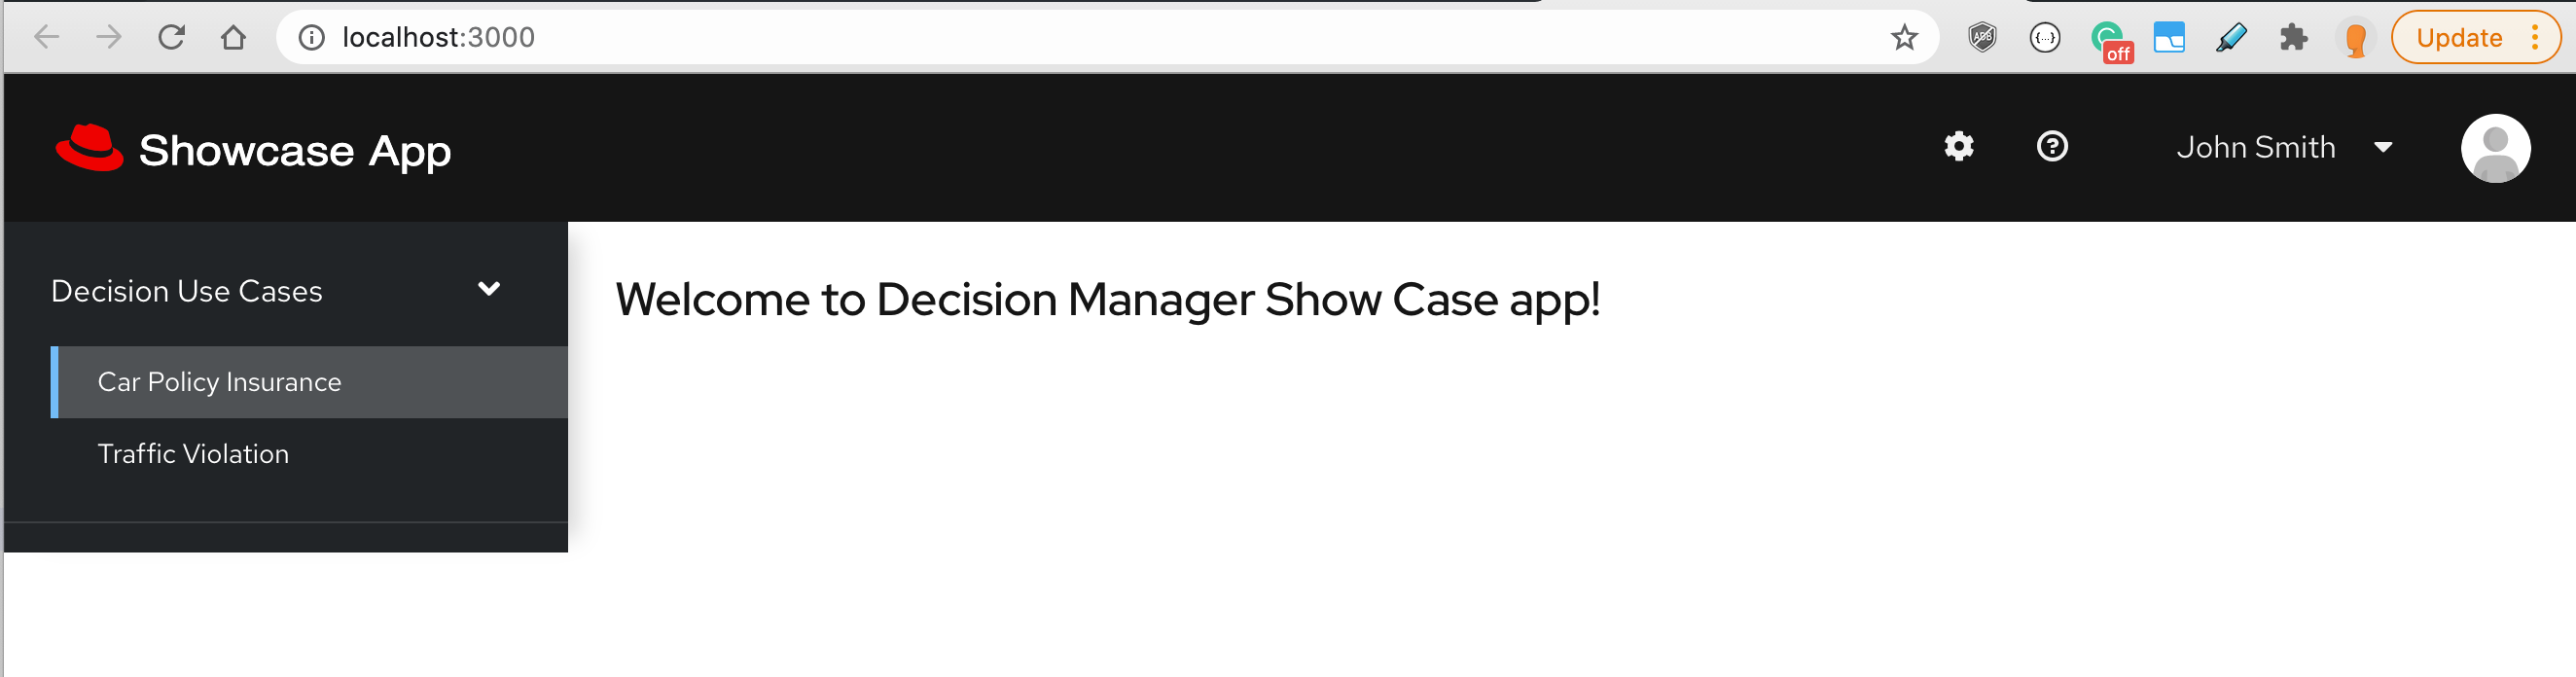 localhost:3000
ABP
{...}
off
Update
Showcase App
John Smith
Decision Use Cases
Welcome to Decision Manager Show Case app!
Car Policy Insurance
Traffic Violation